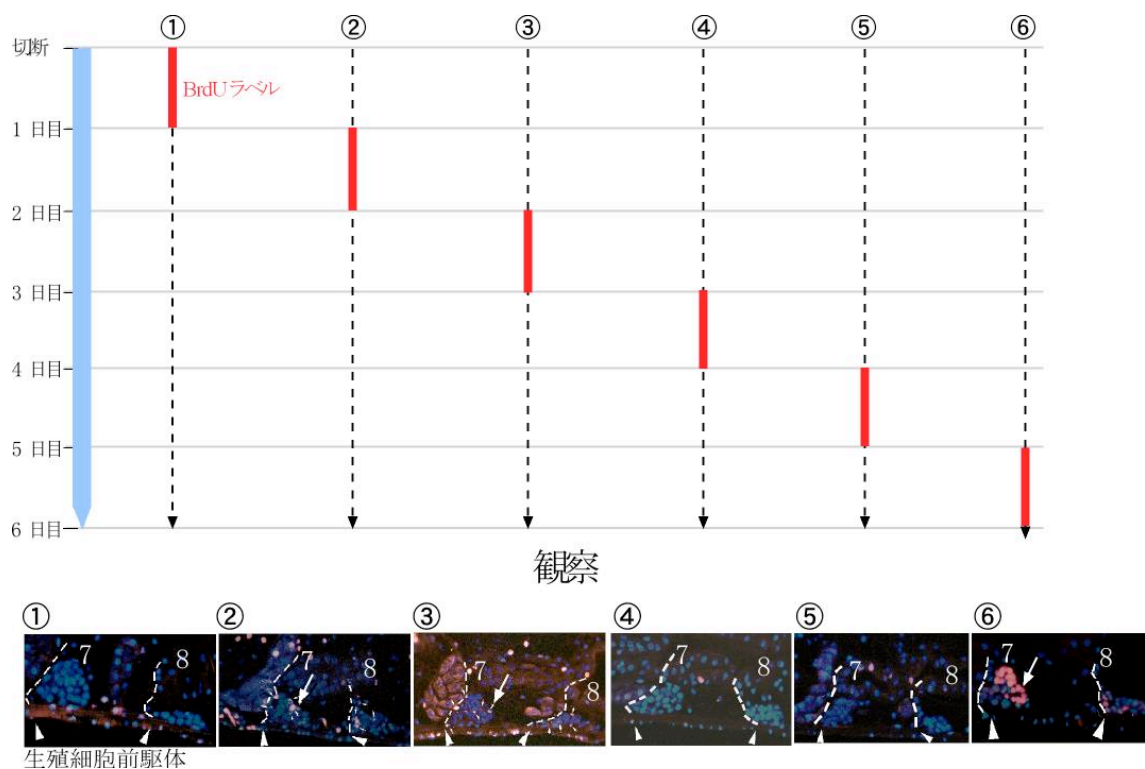 ① ② ③ ④ ⑤ ⑥
切断
BrdUラベル
1 日目
2 日目
3 日目
4 日目
5 日目
6 日目
観察
① ② ③ ④ ⑤ ⑥
7 8 7 8 7 8 7 8 7 8 7 8
生殖細胞前駆体